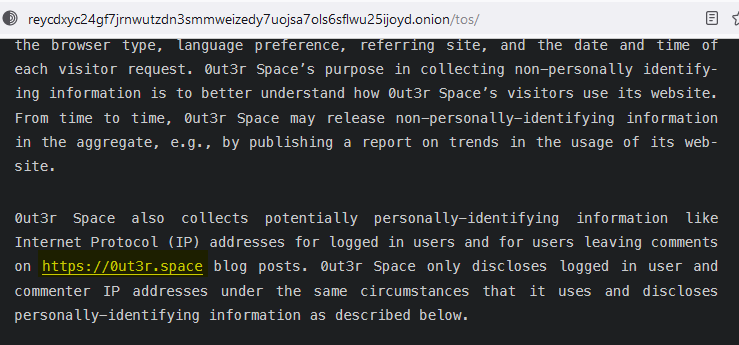 reycdxyc24gf7jrnwutzdn3smmweizedy7uojsa7ols6sflwu25ijoyd.onion/tos/
the browser type, language preference, referring site, and the date and time of
each visitor request. 0ut3r Space’s purpose in collecting non-personally identify-
ing information is to better understand how 0ut3r Space’s visitors use its website.
From time to time, 0ut3r Space may release non-personally-identifying information
in the aggregate, e.g., by publishing a report on trends in the usage of its web-
site.
0ut3r Space also collects potentially personally-identifying information like
Internet Protocol (IP) addresses for logged in users and for users leaving comments
on https://0ut3r.space blog posts. 0ut3r Space only discloses logged in user and
commenter IP addresses under the same circumstances that it uses and discloses
personally-identifying information as described below.